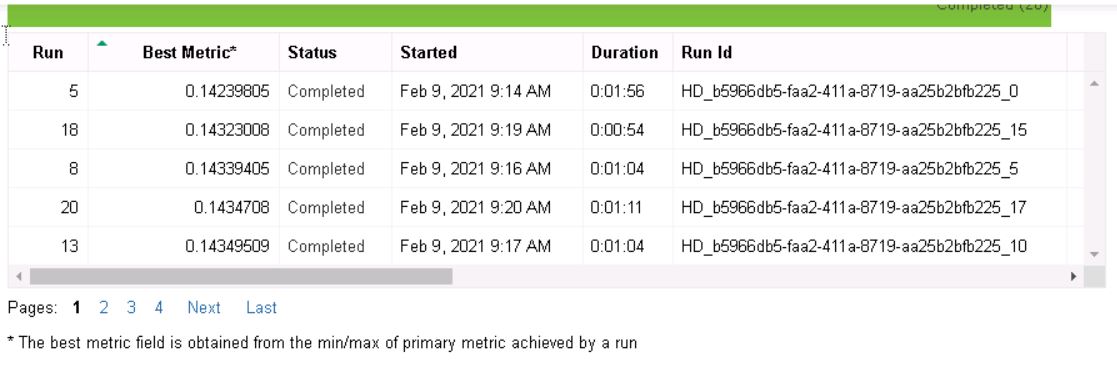 Completed (20)
Run Best Metric* Status Started Duration Run Id
5 0.14239805 Completed Feb 9, 2021 9:14 AM 0:01:56 HD_b5966db5-faa2-411a-8719-aa25b2bfb225_0
18 0.14323008 Completed Feb 9, 2021 9:19 AM 0:00:54 HD_b5966db5-faa2-411a-8719-aa25b2bfb225_15
8 0.14339405 Completed Feb 9, 2021 9:16 AM 0:01:04 HD_b5966db5-faa2-411a-8719-aa25b2bfb225_5
20 0.1434708 Completed Feb 9, 2021 9:20 AM 0:01:11 HD_b5966db5-faa2-411a-8719-aa25b2bfb225_17
13 0.14349509 Completed Feb 9, 2021 9:17 AM 0:01:04 HD_b5966db5-faa2-411a-8719-aa25b2bfb225_10
Pages: 1 2 3 4 Next Last
* The best metric field is obtained from the min/max of primary metric achieved by a run